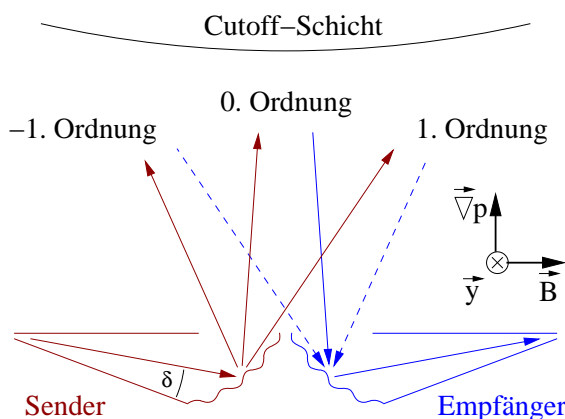 Cutoff−Schicht
0. Ordnung
−1. Ordnung
1. Ordnung
∇p
y
B
δ
Sender
Empfänger